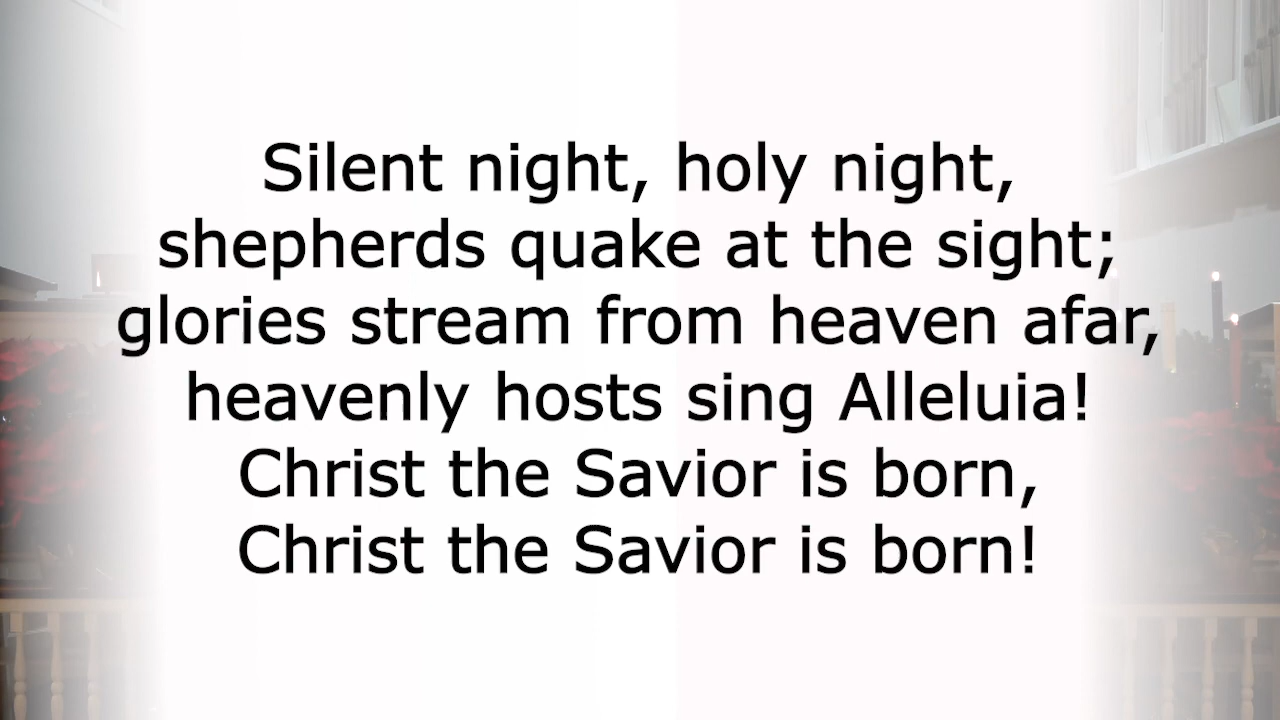 Silent night, holy night,
shepherds quake at the sight;
glories stream from heaven afar,
heavenly hosts sing Alleluia!
Christ the Savior is born,
Christ the Savior is born!